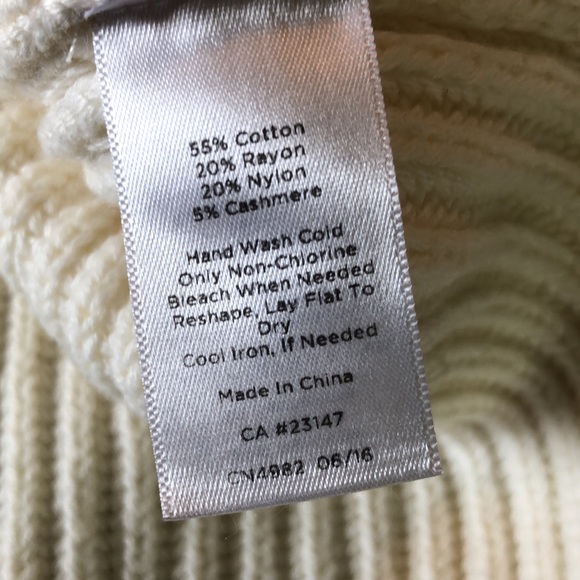 55% Cotton
20% Rayon
20% Nylon
5% Cashmere
Hand Wash Cold
Only Non-Chlorine
Bleach When Needed
Reshape, Lay Flat To
Dry
Cool Iron, If Needed
Made In China
CA #23147
CN4982 06/16